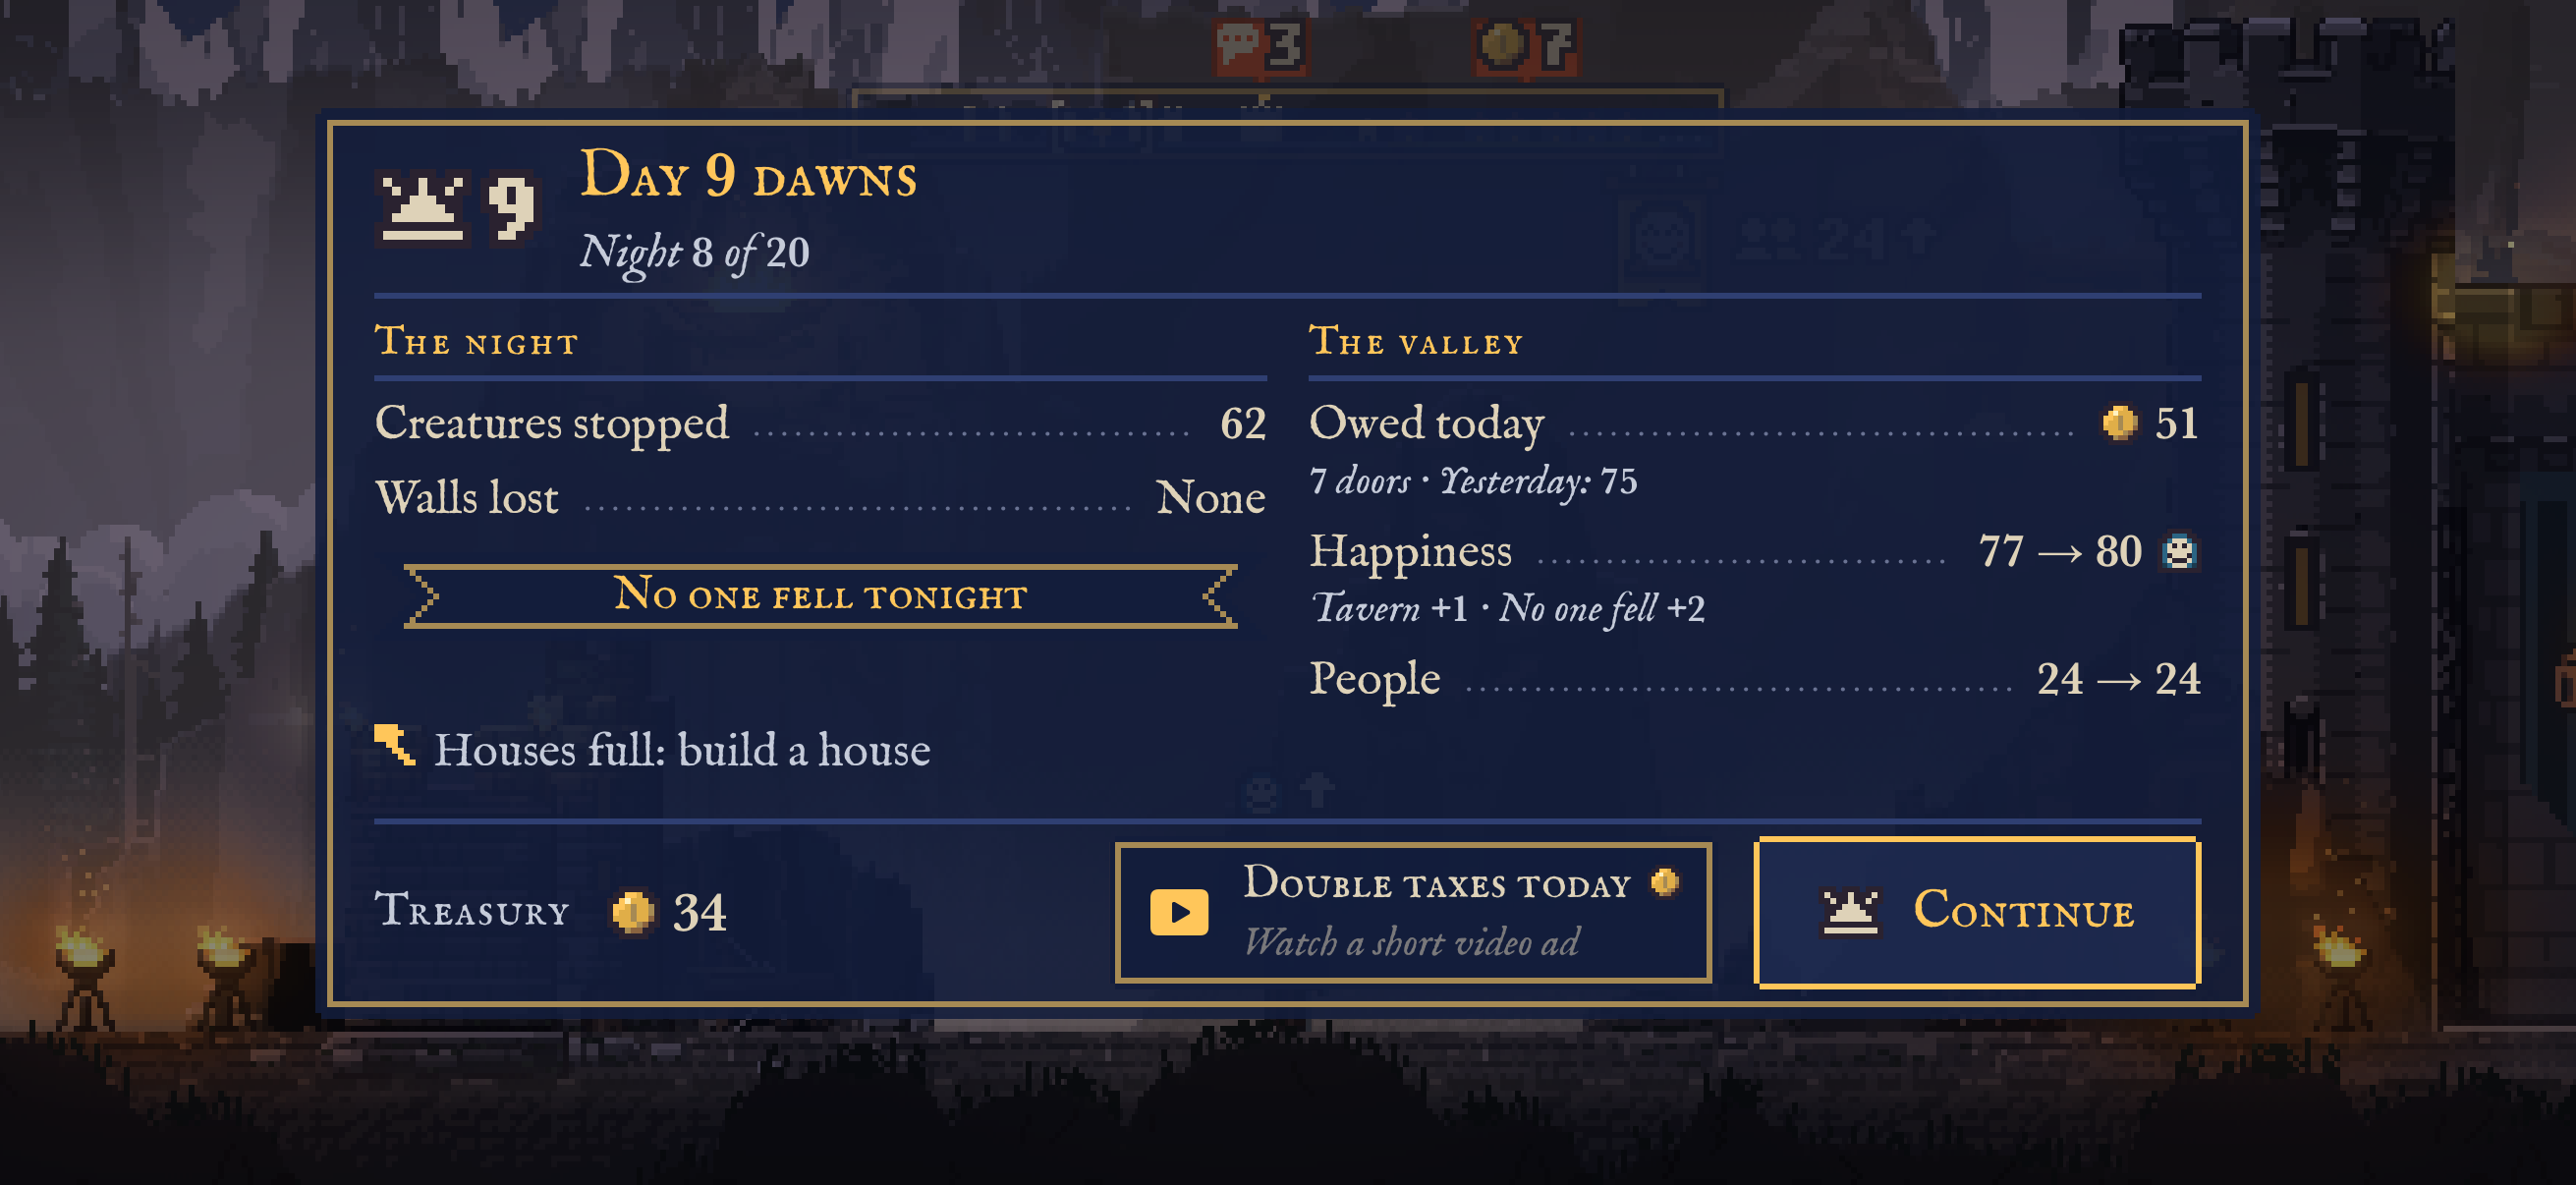 3
7
9
Day 9 dawns
Night 8 of 20
24
The night
Creatures stopped 62
Walls lost None
No one fell tonight
Houses full: build a house
The valley
Owed today 51
7 doors · Yesterday: 75
Happiness 77 → 80
Tavern +1 · No one fell +2
People 24 → 24
Treasury 34
Double taxes today
Watch a short video ad
Continue